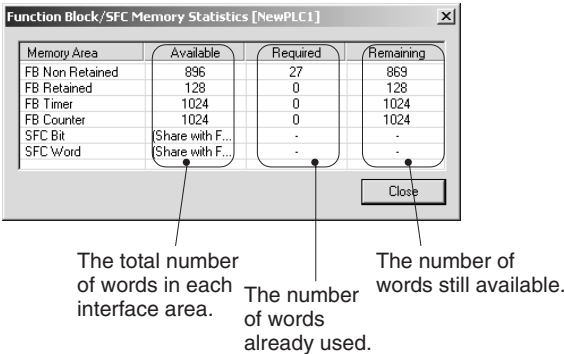 Function Block/SFC Memory Statistics [NewPLC1]
Memory Area Available Required Remaining
FB Non Retained 896 27 869
FB Retained 128 0 128
FB Timer 1024 0 1024
FB Counter 1024 0 1024
SFC Bit (Share with F... - -
SFC Word (Share with F... - -
Close
The total number
of words in each
interface area.
The number
of words
already used.
The number of
words still available.